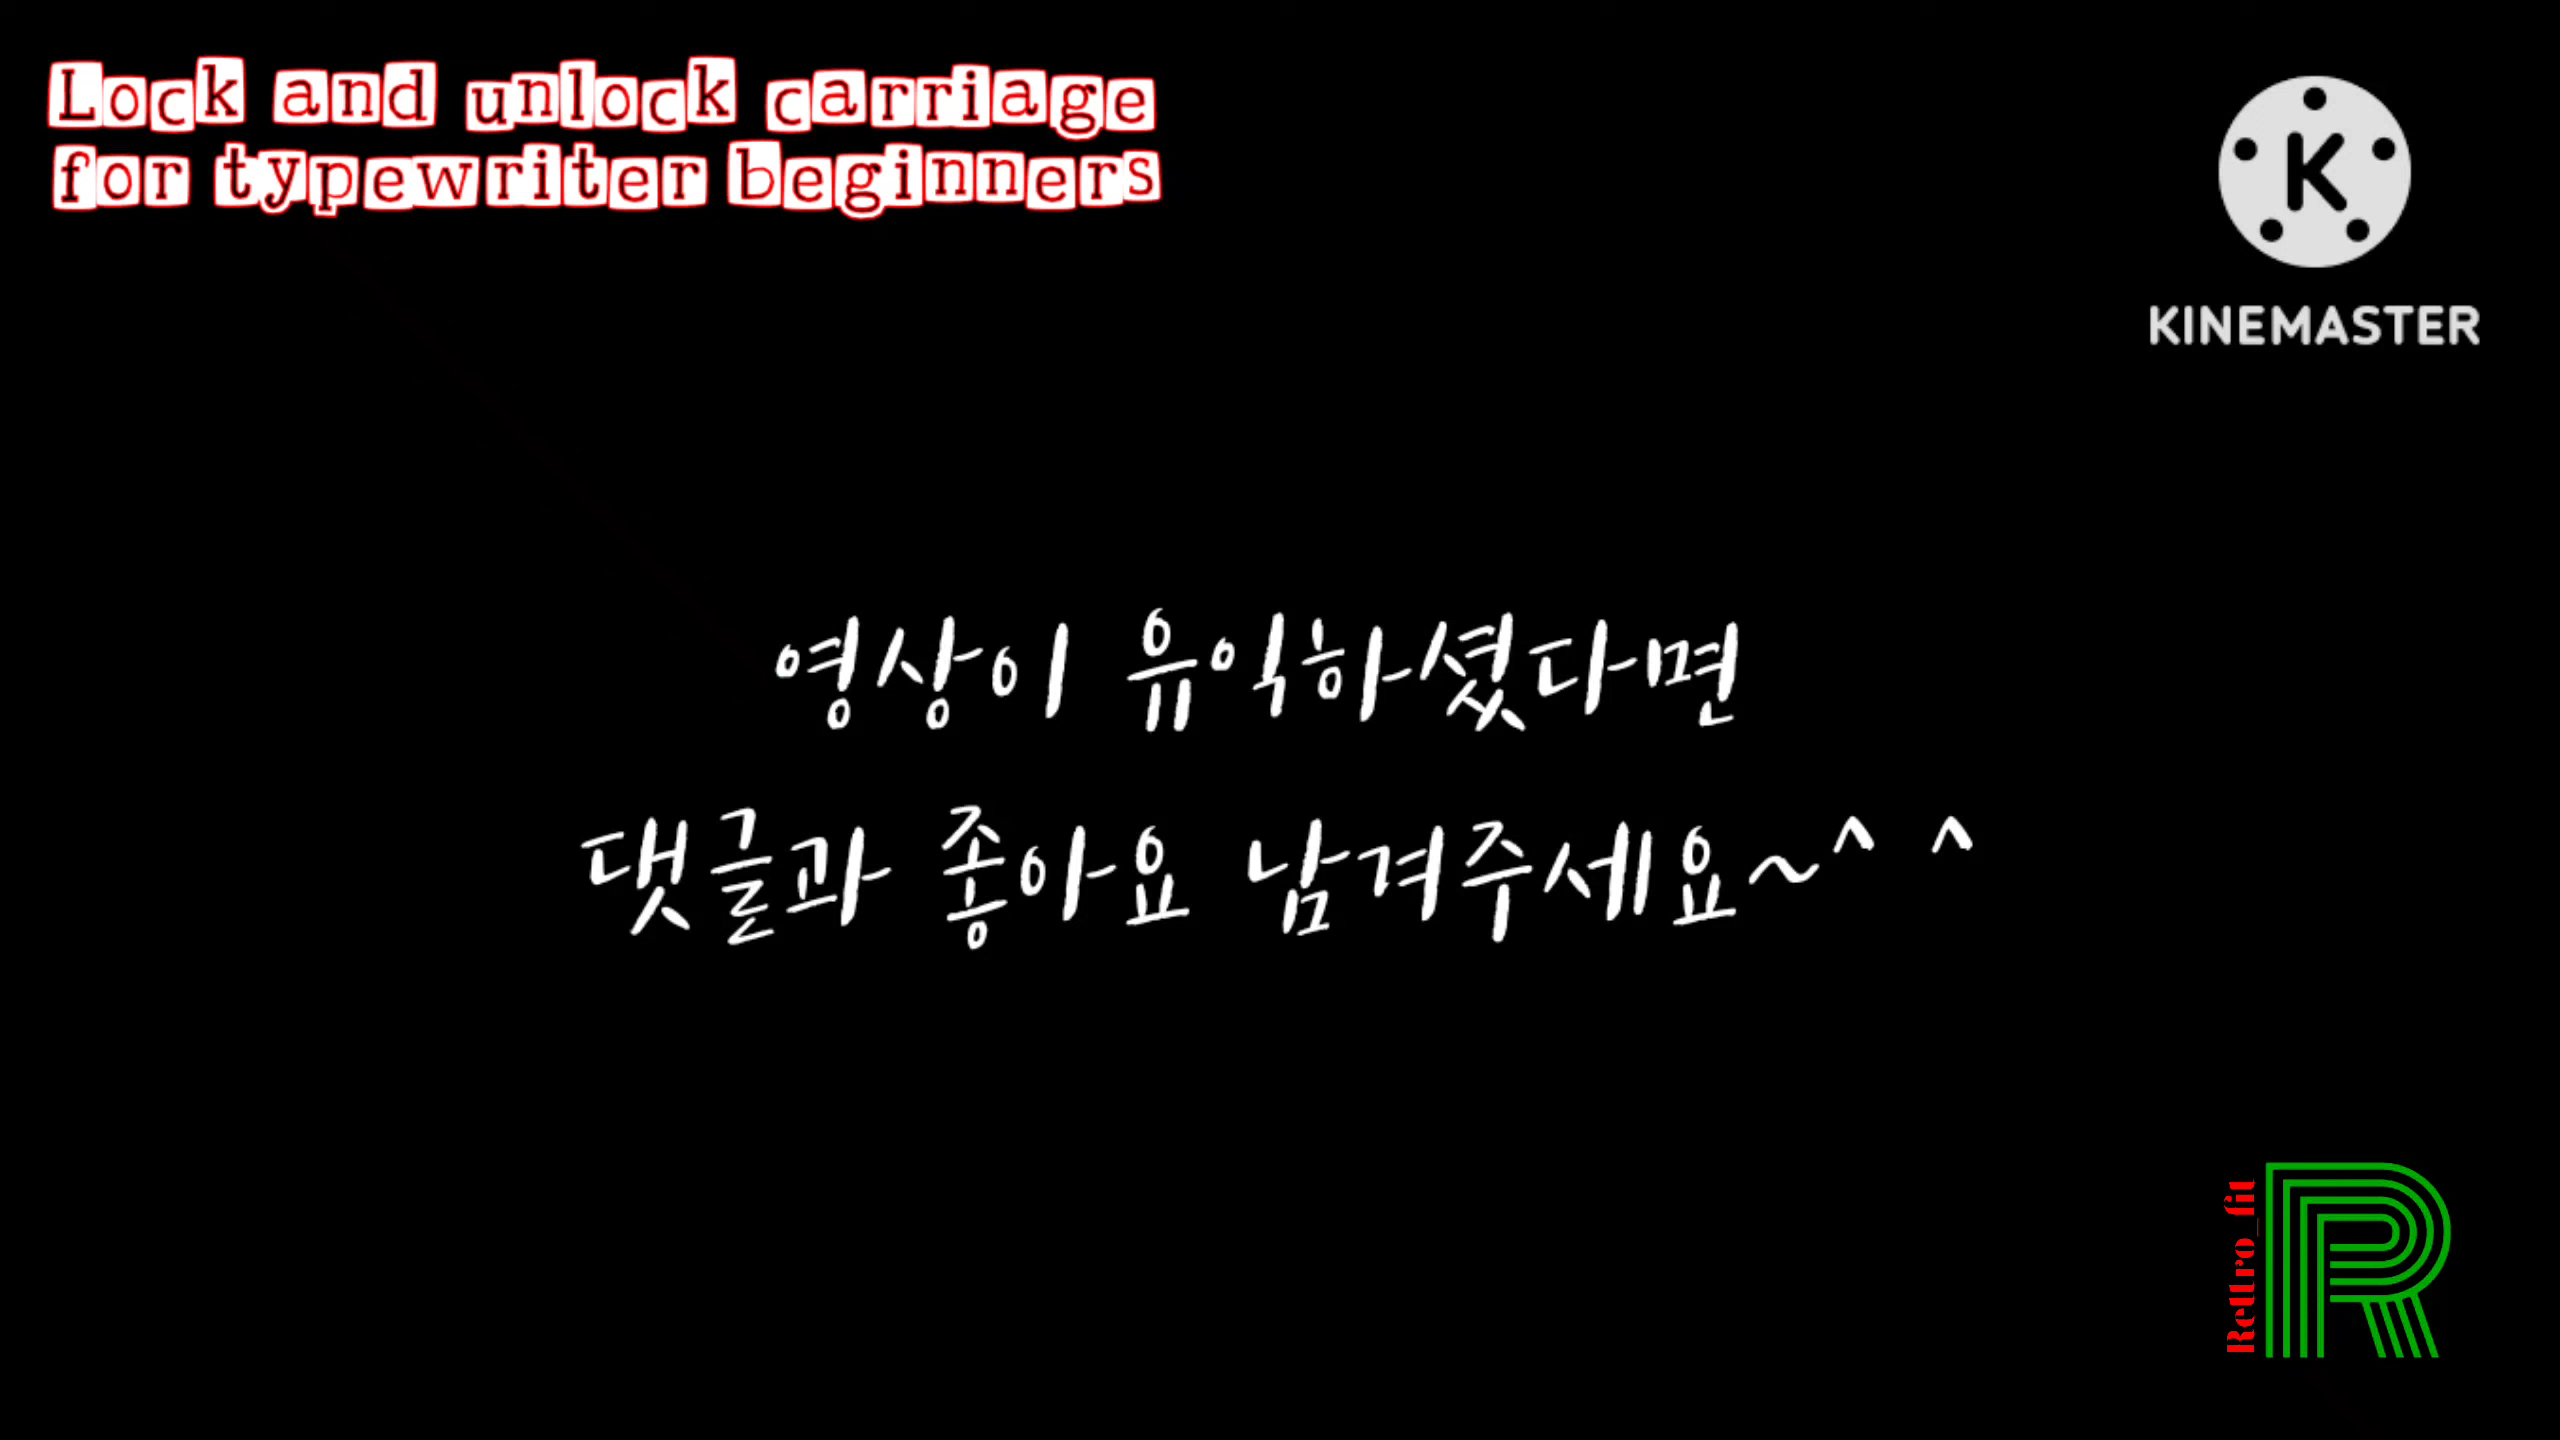 Lock and unlock carriage
for typewriter beginners
K
KINEMASTER
영상이 유익하셨다면
댓글과 좋아요 남겨주세요~^ ^
Rettro_fit
R